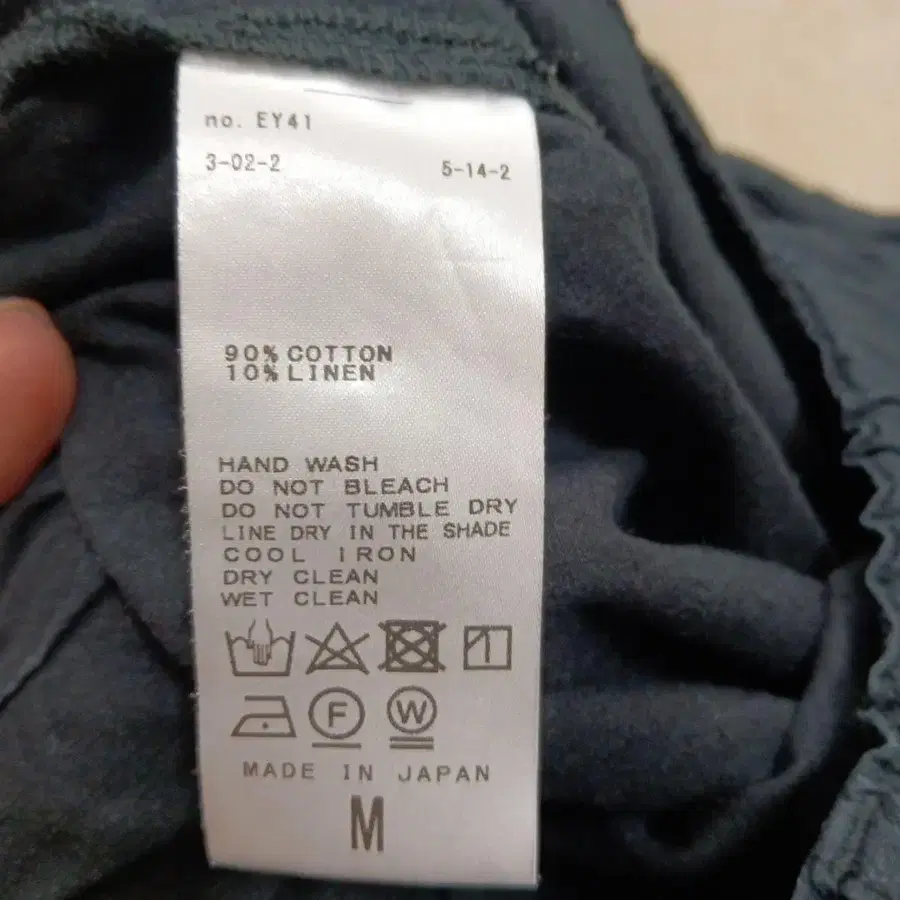 no. EY41
3-02-2 5-14-2
90% COTTON
10% LINEN
HAND WASH
DO NOT BLEACH
DO NOT TUMBLE DRY
LINE DRY IN THE SHADE
COOL IRON
DRY CLEAN
WET CLEAN
F W
MADE IN JAPAN
M